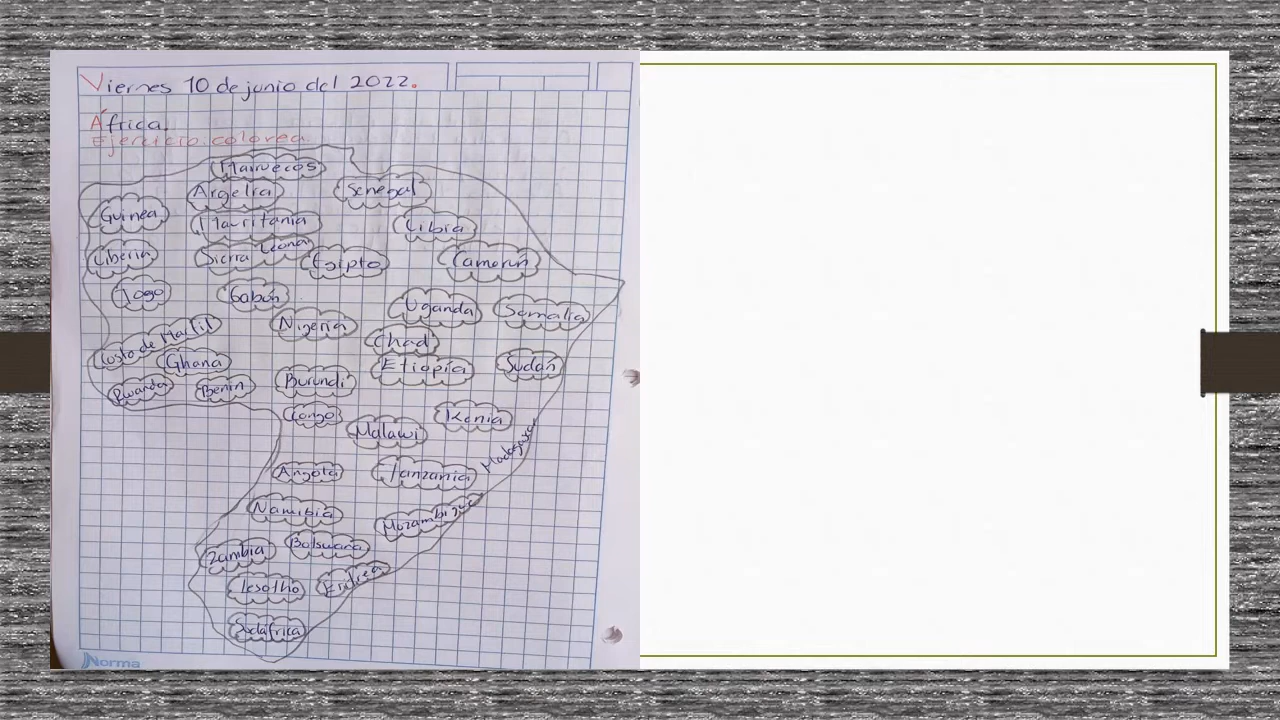 Viernes 10 de junio del 2022.
África.
Ejercicio colorea
Marruecos
Argelia
Senegal
Guinea
Mauritania
Libia
Liberia
Sierra Leona
Egipto
Camerún
Togo
Gabón
Uganda
Somalia
Nigeria
Costa de Marfil
Chad
Ghana
Etiopía
Sudán
Rwanda
Benín
Burundi
Congo
Kenia
Malawi
Madagascar
Angola
Tanzania
Namibia
Mozambique
Zambia
Botswana
Lesotho
Eritrea
Sudáfrica
Norma